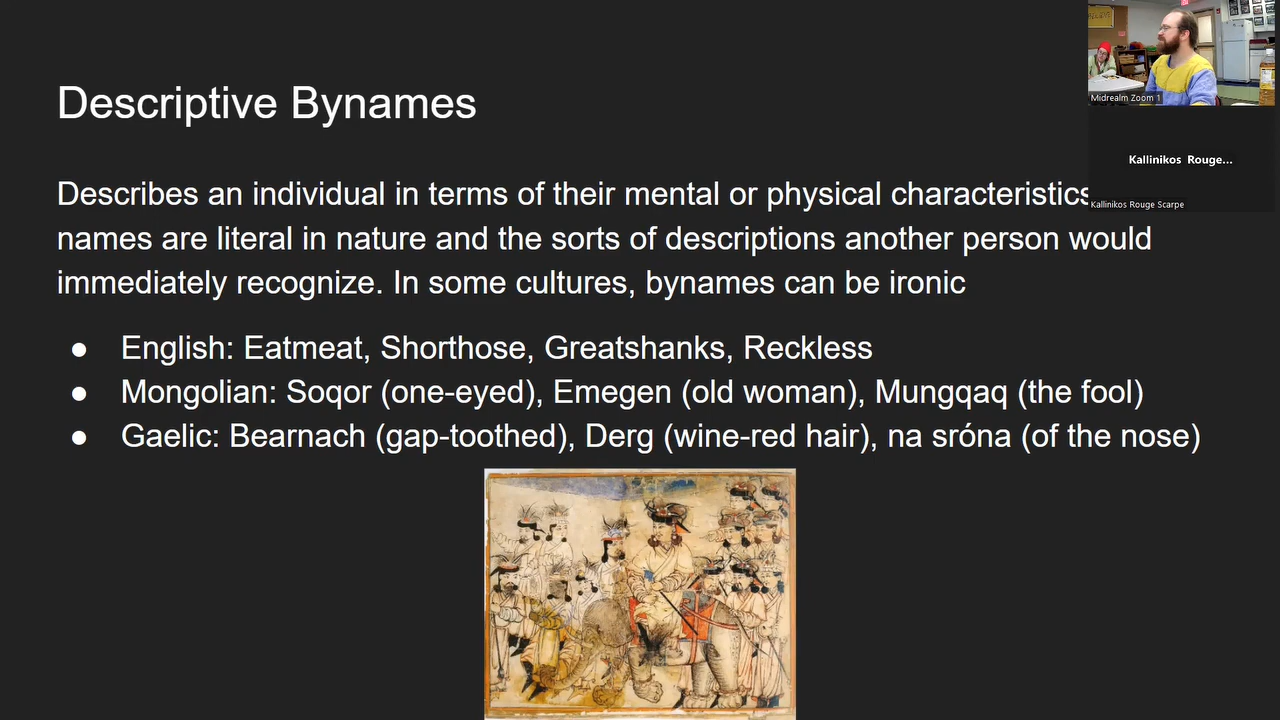 Descriptive Bynames
Describes an individual in terms of their mental or physical characteristics
names are literal in nature and the sorts of descriptions another person would
immediately recognize. In some cultures, bynames can be ironic
● English: Eatmeat, Shorthose, Greatshanks, Reckless
● Mongolian: Soqor (one-eyed), Emegen (old woman), Mungqaq (the fool)
● Gaelic: Bearnach (gap-toothed), Derg (wine-red hair), na sróna (of the nose)
Midrealm Zoom 1
Kallinikos Rouge...
Kallinikos Rouge Scarpe